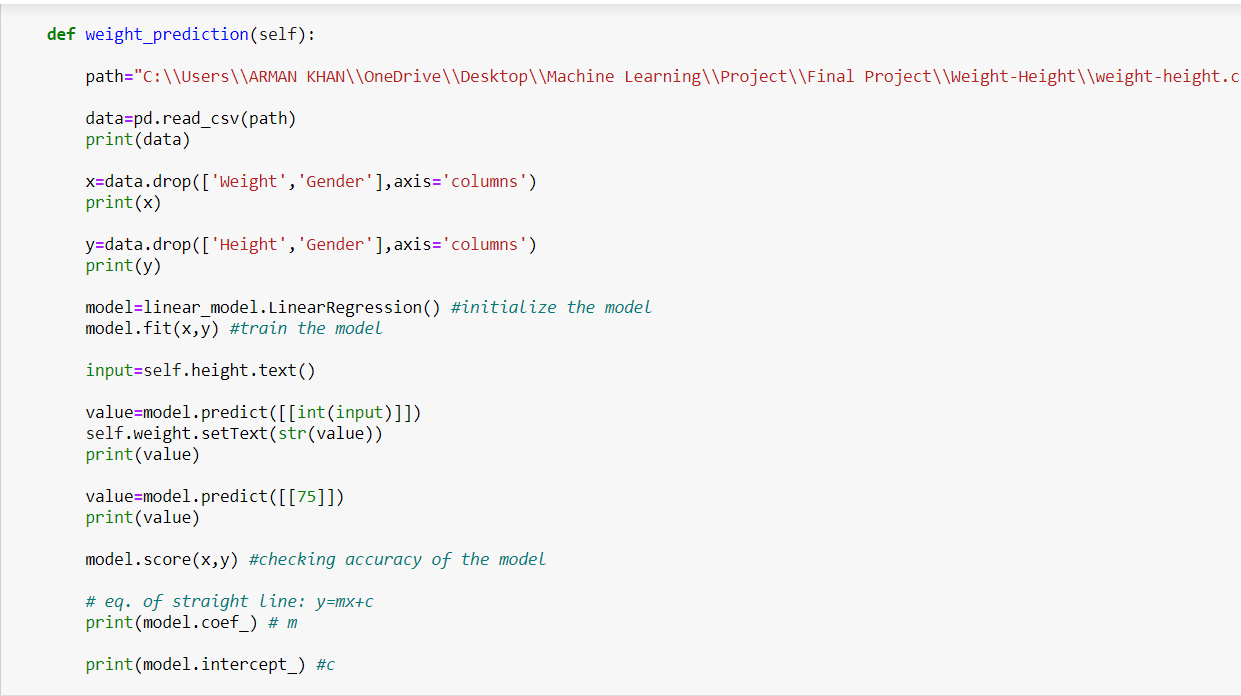 def weight_prediction(self):
path="C:\\Users\\ARMAN KHAN\\OneDrive\\Desktop\\Machine Learning\\Project\\Final Project\\Weight-Height\\weight-height.c
data=pd.read_csv(path)
print(data)
x=data.drop(['Weight','Gender'],axis='columns')
print(x)
y=data.drop(['Height','Gender'],axis='columns')
print(y)
model=linear_model.LinearRegression() #initialize the model
model.fit(x,y) #train the model
input=self.height.text()
value=model.predict([[int(input)]])
self.weight.setText(str(value))
print(value)
value=model.predict([[75]])
print(value)
model.score(x,y) #checking accuracy of the model
# eq. of straight line: y=mx+c
print(model.coef_) # m
print(model.intercept_) #c